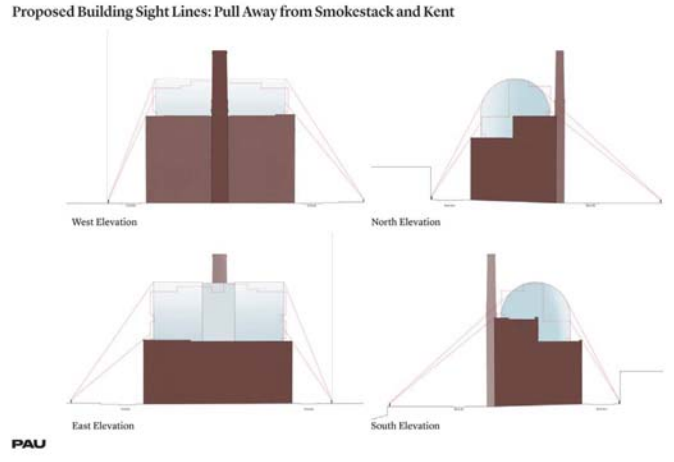 Proposed Building Sight Lines: Pull Away from Smokestack and Kent
West Elevation
North Elevation
East Elevation
South Elevation
PAU